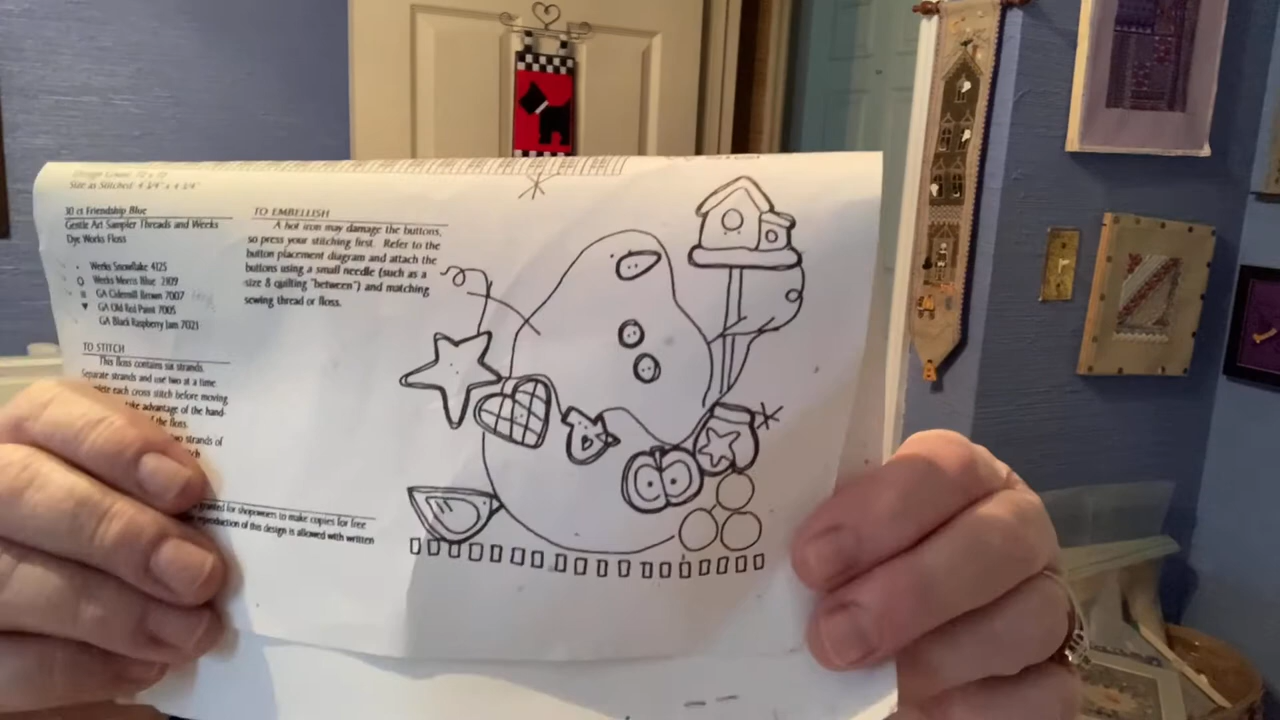 Design Count: 72 x 72
Size as Stitched: 4 3/4" x 4 3/4"
30 ct Friendship Blue
Gentle Art Sampler Threads and Weeks
Dye Works Floss
Weeks Snowflake 4125
Weeks Morris Blue 2109
GA Cidermill Brown 7007
GA Old Red Paint 7005
GA Black Raspberry Jam 7021
TO STITCH
This floss contains six strands.
Separate strands and use two at a time.
each cross stitch before moving
take advantage of the hand-
the floss.
two strands of
TO EMBELLISH
A hot iron may damage the buttons,
so press your stitching first. Refer to the
button placement diagram and attach the
buttons using a small needle (such as a
size 8 quilting "between") and matching
sewing thread or floss.
granted for shopowners to make copies for free
reproduction of this design is allowed with written